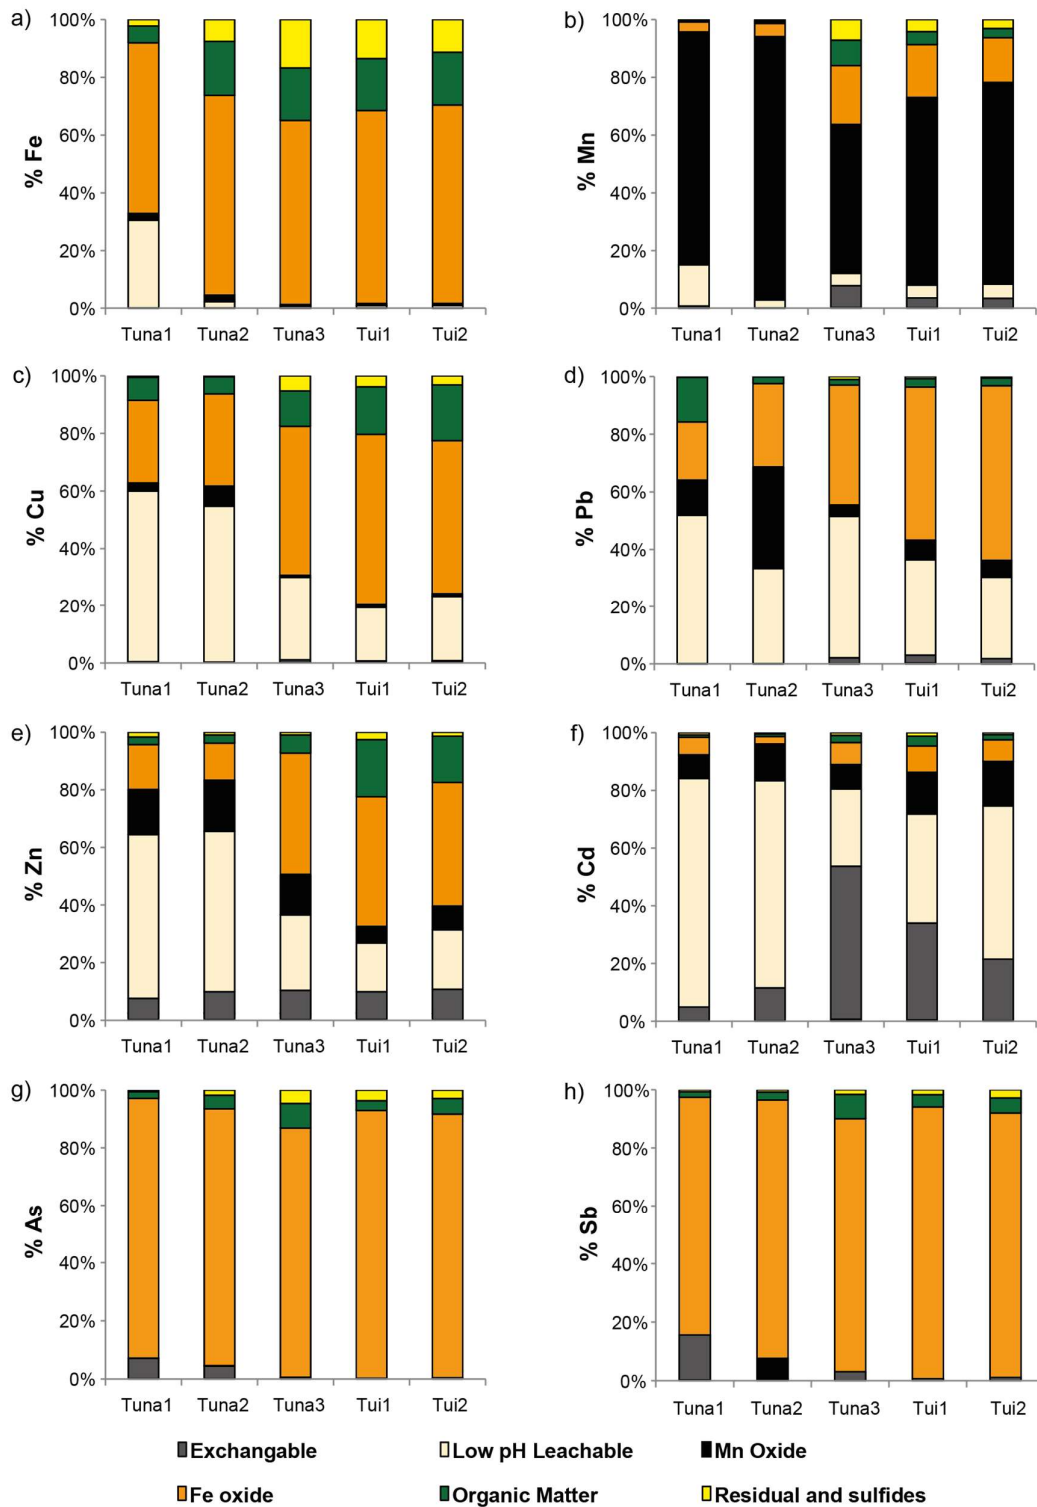 a)
100%
80%
60%
40%
20%
0%
% Fe
Tuna1 Tuna2 Tuna3 Tui1 Tui2
b)
100%
80%
60%
40%
20%
0%
% Mn
Tuna1 Tuna2 Tuna3 Tui1 Tui2
c)
100%
80%
60%
40%
20%
0%
% Cu
Tuna1 Tuna2 Tuna3 Tui1 Tui2
d)
100%
80%
60%
40%
20%
0%
% Pb
Tuna1 Tuna2 Tuna3 Tui1 Tui2
e)
100%
80%
60%
40%
20%
0%
% Zn
Tuna1 Tuna2 Tuna3 Tui1 Tui2
f)
100%
80%
60%
40%
20%
0%
% Cd
Tuna1 Tuna2 Tuna3 Tui1 Tui2
g)
100%
80%
60%
40%
20%
0%
% As
Tuna1 Tuna2 Tuna3 Tui1 Tui2
h)
100%
80%
60%
40%
20%
0%
% Sb
Tuna1 Tuna2 Tuna3 Tui1 Tui2
Exchangable Low pH Leachable Mn Oxide
Fe oxide Organic Matter Residual and sulfides